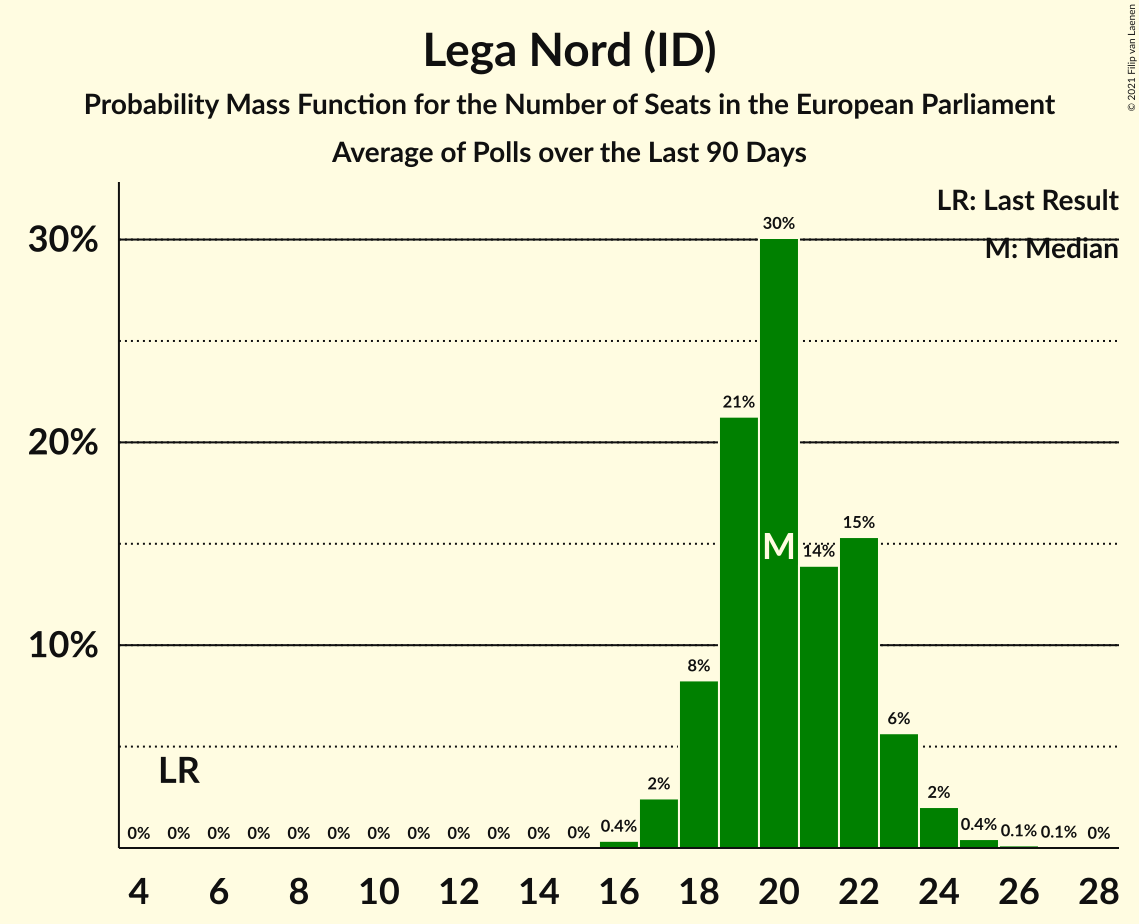 Lega Nord (ID)
Probability Mass Function for the Number of Seats in the European Parliament
Average of Polls over the Last 90 Days
© 2021 Filip van Laenen
LR: Last Result
M: Median
30%
20%
10%
30%
21%
15%
14%
M
8%
6%
LR
2%
2%
0% 0% 0% 0% 0% 0% 0% 0% 0% 0% 0% 0% 0.4% 0.4% 0.1% 0.1% 0%
4 6 8 10 12 14 16 18 20 22 24 26 28